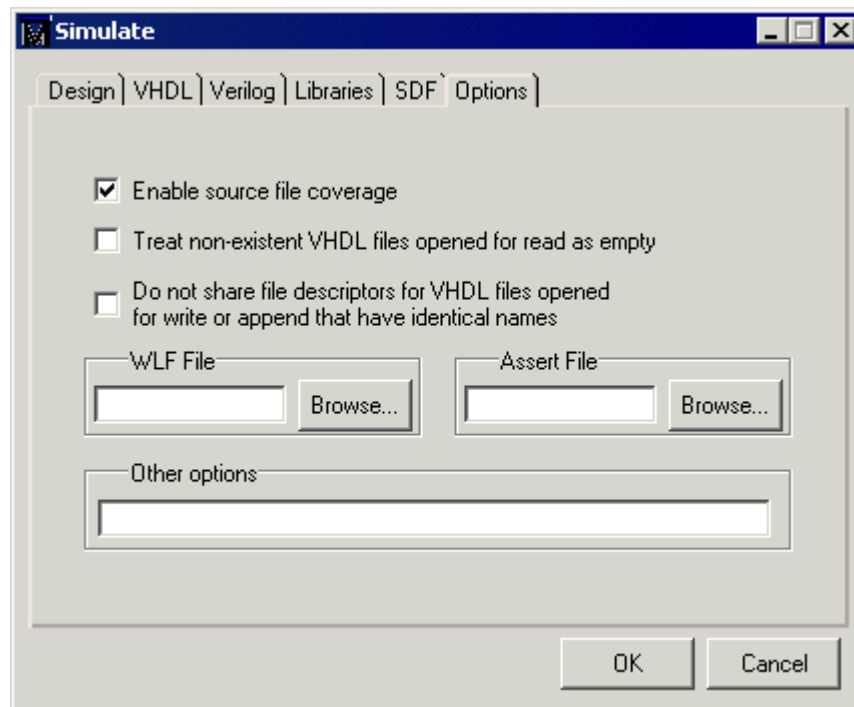 Simulate
Design VHDL Verilog Libraries SDF Options
Enable source file coverage
Treat non-existent VHDL files opened for read as empty
Do not share file descriptors for VHDL files opened
for write or append that have identical names
WLF File
Browse...
Assert File
Browse...
Other options
OK
Cancel